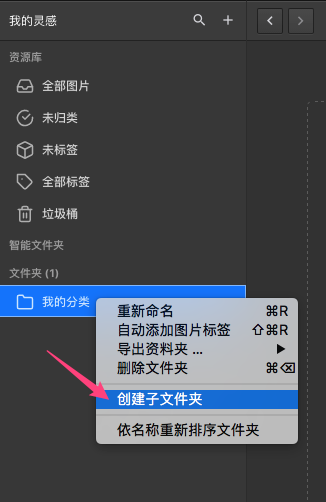 我的灵感
资源库
全部图片
未归类
未标签
全部标签
垃圾桶
智能文件夹
文件夹 (1)
我的分类
重新命名 ⌘R
自动添加图片标签 ⇧⌘R
导出资料夹 ... ▶
删除文件夹 ⌘⌫
创建子文件夹
依名称重新排序文件夹